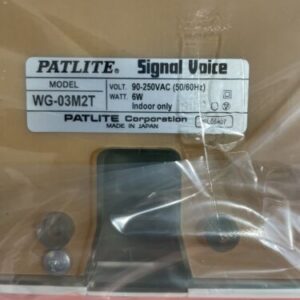 PATLITE® Signal Voice
MODEL
WG-03M2T
VOLT. 90-250VAC (50/60Hz)
WATT. 6W
Indoor only
PATLITE Corporation
MADE IN JAPAN